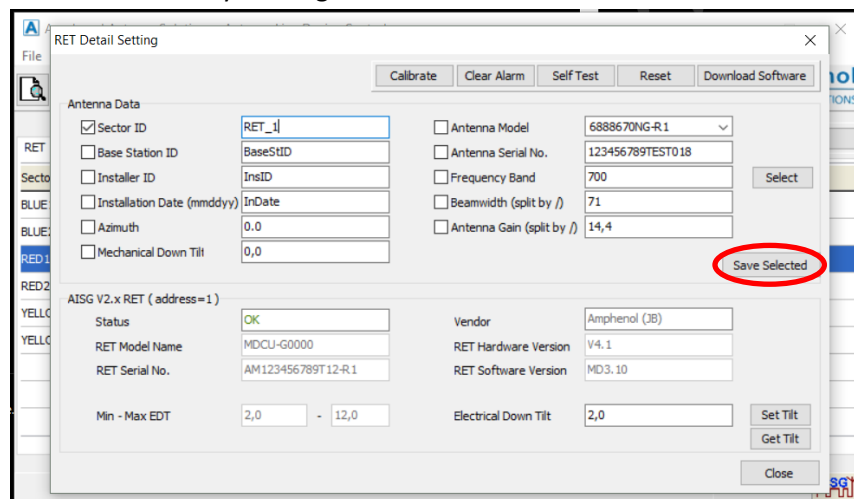 RET Detail Setting
File
Calibrate Clear Alarm Self Test Reset Download Software
Antenna Data
Sector ID RET_1 Antenna Model 6888670NG-R1
Base Station ID BaseStID Antenna Serial No. 123456789TEST018
Installer ID InsID Frequency Band 700 Select
Installation Date (mmddyy) InDate Beamwidth (split by /) 71
Azimuth 0.0 Antenna Gain (split by /) 14,4
Mechanical Down Tilt 0,0
Save Selected
RET
BLUE
BLUE2
RED1
RED2
AISG V2.x RET ( address=1 )
Status OK Vendor Amphenol (JB)
RET Model Name MDCU-G0000 RET Hardware Version V4.1
RET Serial No. AM123456789T12-R1 RET Software Version MD3.10
Min - Max EDT 2,0 - 12,0 Electrical Down Tilt 2,0 Set Tilt
Get Tilt
Close